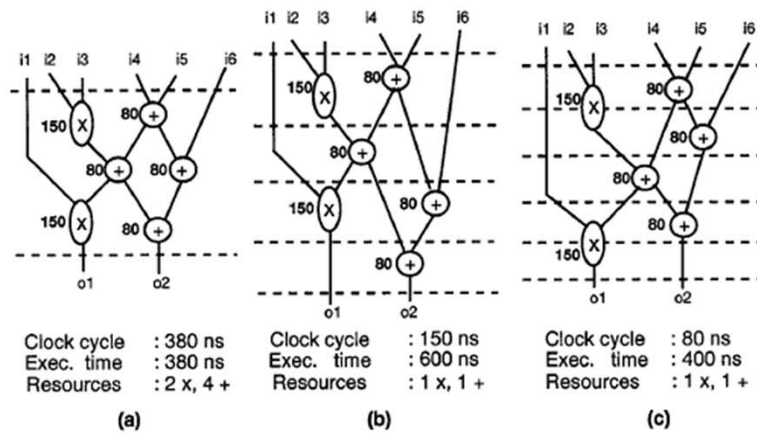 i1 i2 i3 i4 i5 i6
150 X
80 +
80 +
80 +
150 X
80 +
o1 o2
Clock cycle : 380 ns
Exec. time : 380 ns
Resources : 2 x, 4 +
(a)
i1 i2 i3 i4 i5 i6
80 +
150 X
80 +
80 +
150 X
80 +
o1 o2
Clock cycle : 150 ns
Exec. time : 600 ns
Resources : 1 x, 1 +
(b)
i1 i2 i3 i4 i5 i6
80 +
150 X
80 +
80 +
80 +
150 X
o1 o2
Clock cycle : 80 ns
Exec. time : 400 ns
Resources : 1 x, 1 +
(c)